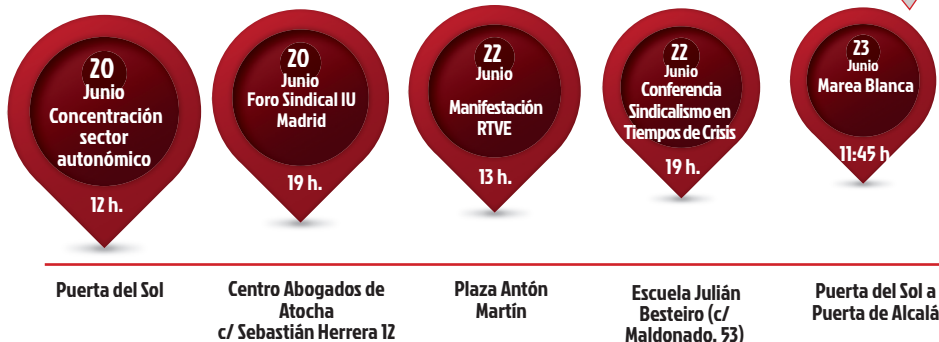 20
Junio
Concentración
sector
autonómico
12 h.
20
Junio
Foro Sindical IU
Madrid
19 h.
22
Junio
Manifestación
RTVE
13 h.
22
Junio
Conferencia
Sindicalismo en
Tiempos de Crisis
19 h.
23
Junio
Marea Blanca
11:45 h
Puerta del Sol
Centro Abogados de
Atocha
c/ Sebastián Herrera 12
Plaza Antón
Martín
Escuela Julián
Besteiro (c/
Maldonado, 53)
Puerta del Sol a
Puerta de Alcalá